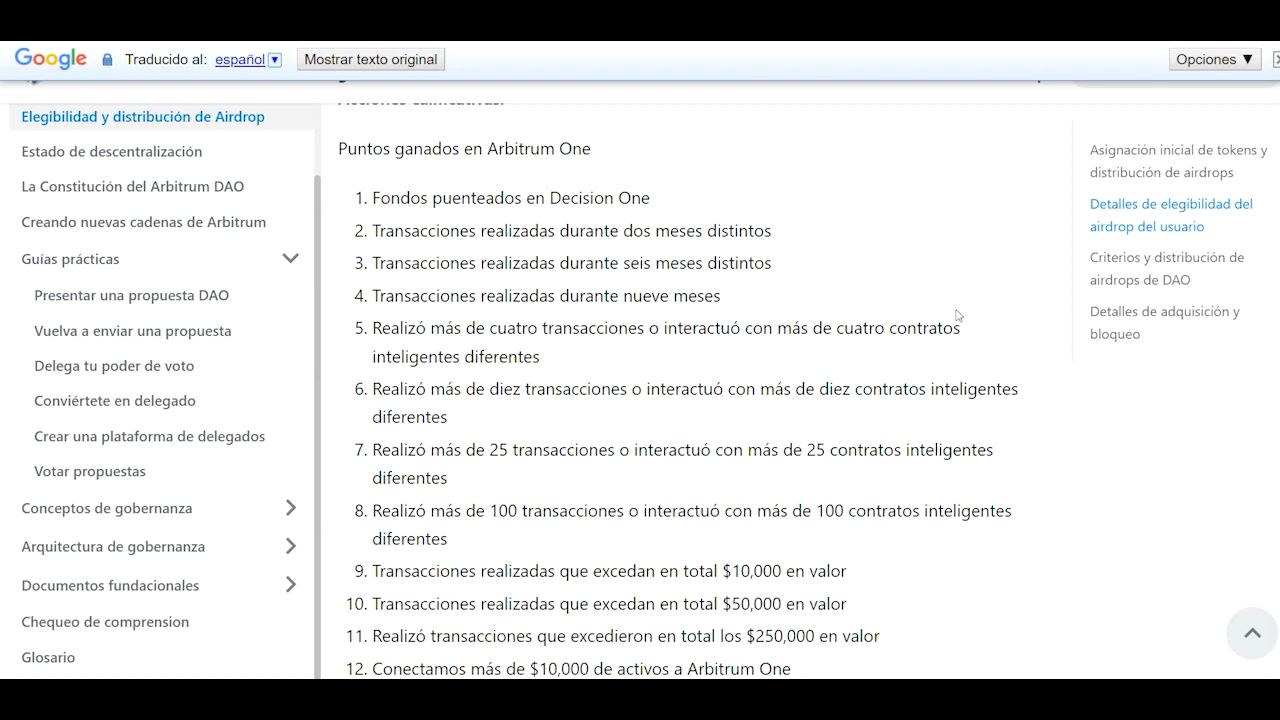 Google Traducido al: español Mostrar texto original Opciones ▼
Elegibilidad y distribución de Airdrop
Estado de descentralización
La Constitución del Arbitrum DAO
Creando nuevas cadenas de Arbitrum
Guías prácticas
Presentar una propuesta DAO
Vuelva a enviar una propuesta
Delega tu poder de voto
Conviértete en delegado
Crear una plataforma de delegados
Votar propuestas
Conceptos de gobernanza
Arquitectura de gobernanza
Documentos fundacionales
Chequeo de comprension
Glosario
Puntos ganados en Arbitrum One
1. Fondos puenteados en Decision One
2. Transacciones realizadas durante dos meses distintos
3. Transacciones realizadas durante seis meses distintos
4. Transacciones realizadas durante nueve meses
5. Realizó más de cuatro transacciones o interactuó con más de cuatro contratos
inteligentes diferentes
6. Realizó más de diez transacciones o interactuó con más de diez contratos inteligentes
diferentes
7. Realizó más de 25 transacciones o interactuó con más de 25 contratos inteligentes
diferentes
8. Realizó más de 100 transacciones o interactuó con más de 100 contratos inteligentes
diferentes
9. Transacciones realizadas que excedan en total $10,000 en valor
10. Transacciones realizadas que excedan en total $50,000 en valor
11. Realizó transacciones que excedieron en total los $250,000 en valor
12. Conectamos más de $10,000 de activos a Arbitrum One
Asignación inicial de tokens y
distribución de airdrops
Detalles de elegibilidad del
airdrop del usuario
Criterios y distribución de
airdrops de DAO
Detalles de adquisición y
bloqueo